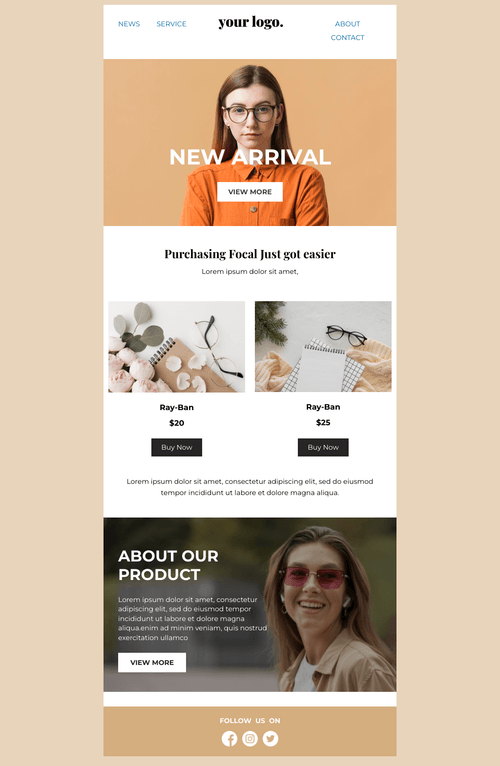 NEWS SERVICE your logo. ABOUT
CONTACT
NEW ARRIVAL
VIEW MORE
Purchasing Focal Just got easier
Lorem ipsum dolor sit amet,
Ray-Ban
$20
Buy Now
Ray-Ban
$25
Buy Now
Lorem ipsum dolor sit amet, consectetur adipiscing elit, sed do eiusmod
tempor incididunt ut labore et dolore magna aliqua.
ABOUT OUR
PRODUCT
Lorem ipsum dolor sit amet, consectetur
adipiscing elit, sed do eiusmod tempor
incididunt ut labore et dolore magna
aliqua.enim ad minim veniam, quis nostrud
exercitation ullamco
VIEW MORE
FOLLOW US ON